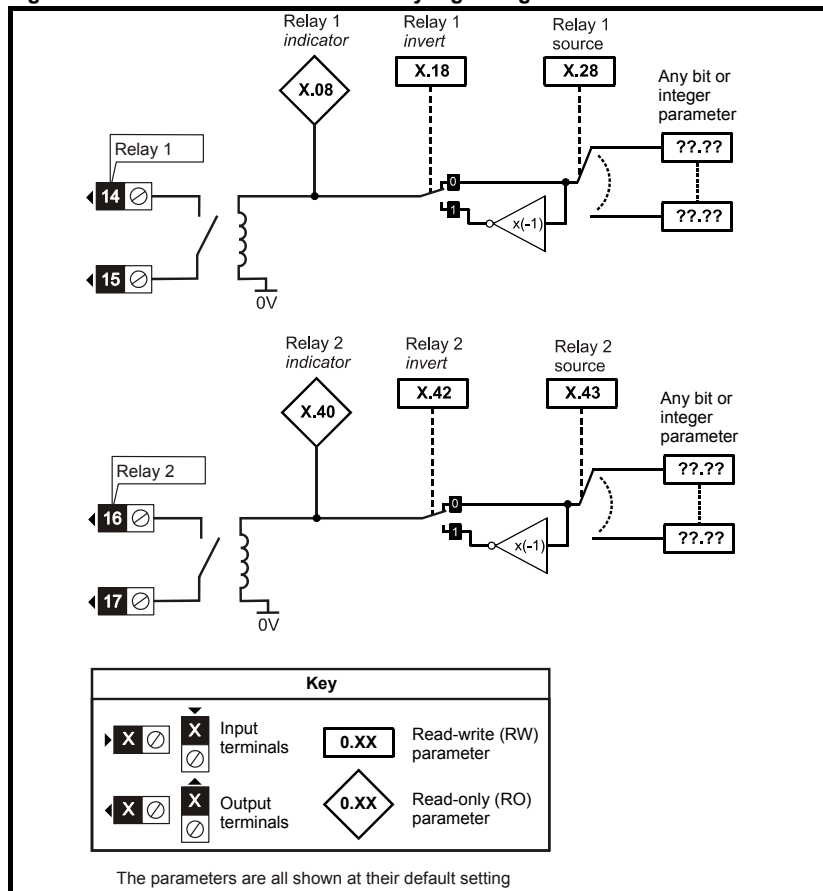 Relay 1
indicator
Relay 1
invert
Relay 1
source
X.08
X.18
X.28
Any bit or
integer
parameter
??.??
??.??
Relay 1
14
15
0
1
x(-1)
0V
Relay 2
indicator
Relay 2
invert
Relay 2
source
X.40
X.42
X.43
Any bit or
integer
parameter
??.??
??.??
Relay 2
16
17
0
1
x(-1)
0V
Key
X
X
Input
terminals
0.XX
Read-write (RW)
parameter
X
X
Output
terminals
0.XX
Read-only (RO)
parameter
The parameters are all shown at their default setting